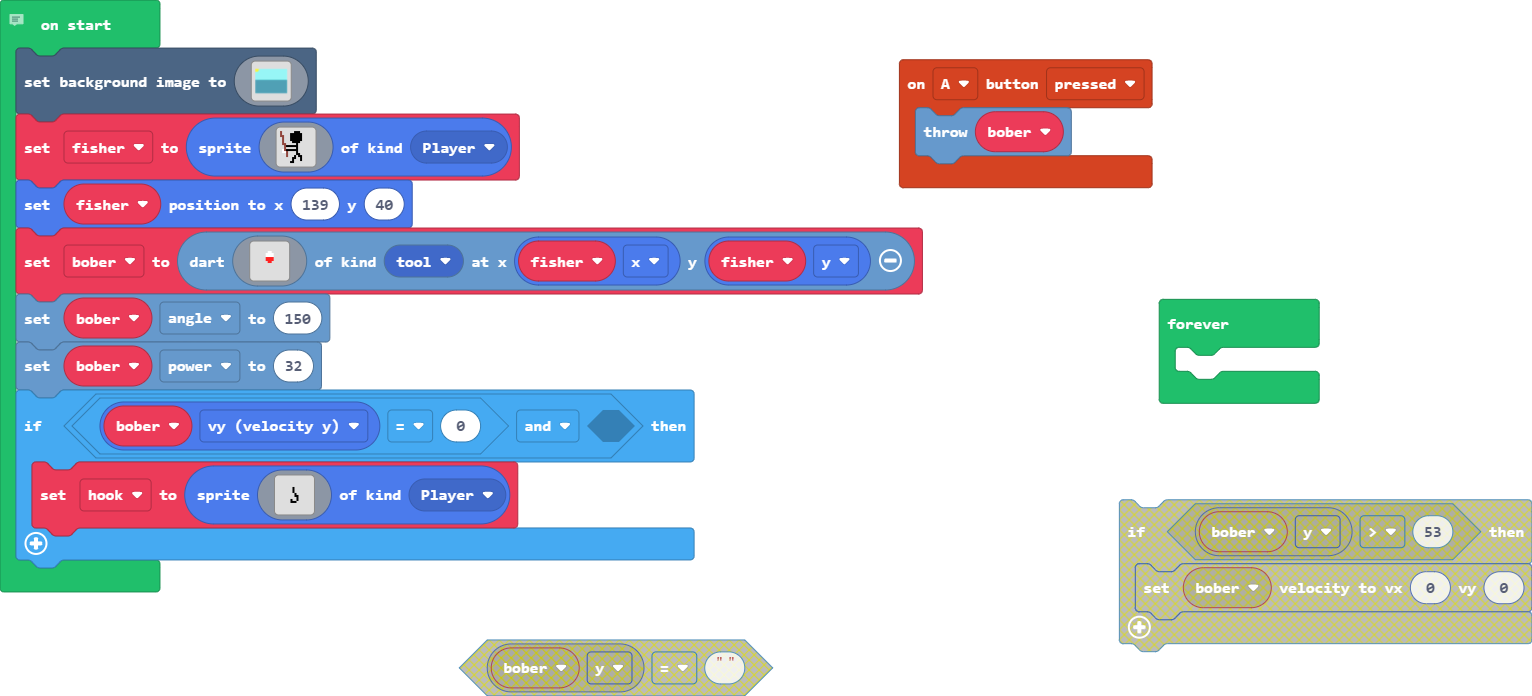 on start
set background image to
set fisher to sprite of kind Player
set fisher position to x 139 y 40
set bober to dart of kind tool at x fisher x y fisher y
set bober angle to 150
set bober power to 32
if bober vy (velocity y) = 0 and then
set hook to sprite of kind Player
on A button pressed
throw bober
forever
if bober y > 53 then
set bober velocity to vx 0 vy 0
bober y = " "